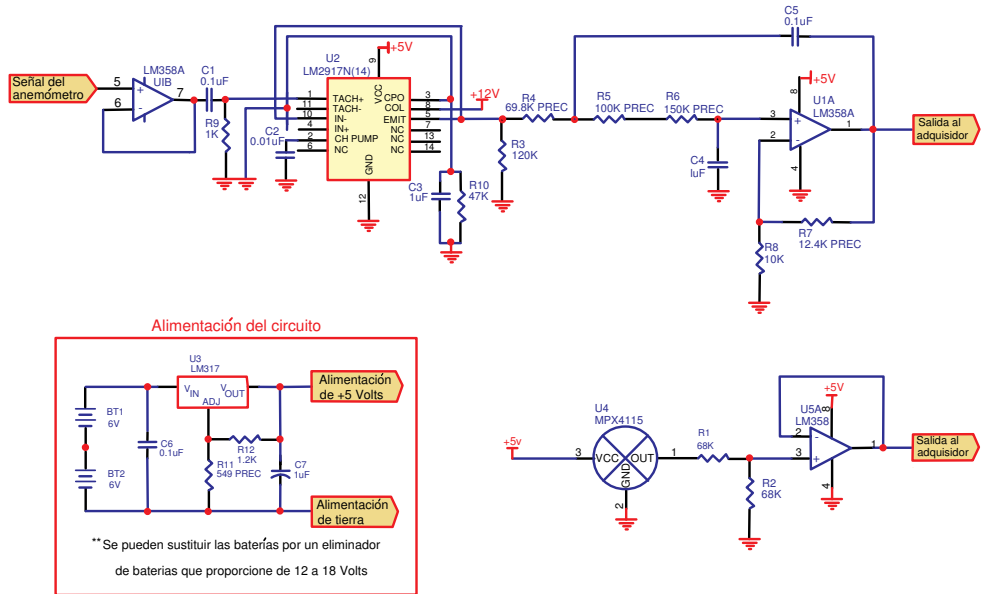 C5
0.1uF
U2
LM2917N(14)
+5V
9
VCC
LM358A
UIB
C1
0.1uF
Señal del
anemómetro
5
6
7
+
-
R9
1K
C2
0.01uF
1
11
10
4
2
6
TACH+
TACH-
IN-
IN+
CH PUMP
NC
CPO
COL
EMIT
NC
NC
NC
3
8
5
7
13
14
GND
12
+12V
C3
1uF
R10
47K
R3
120K
R4
69.8K PREC
R5
100K PREC
R6
150K PREC
C4
IuF
+5V
8
U1A
LM358A
3
2
1
4
+
-
Salida al
adquisidor
R7
12.4K PREC
R8
10K
Alimentación del circuito
U3
LM317
VIN
VOUT
ADJ
Alimentación
de +5 Volts
BT1
6V
BT2
6V
C6
0.1uF
R12
1.2K
R11
549 PREC
C7
1uF
Alimentación
de tierra
**Se pueden sustituir las baterías por un eliminador
de baterias que proporcione de 12 a 18 Volts
+5v
U4
MPX4115
3
VCC
OUT
GND
1
2
R1
68K
R2
68K
+5V
8
U5A
LM358
2
3
1
4
-
+
Salida al
adquisidor